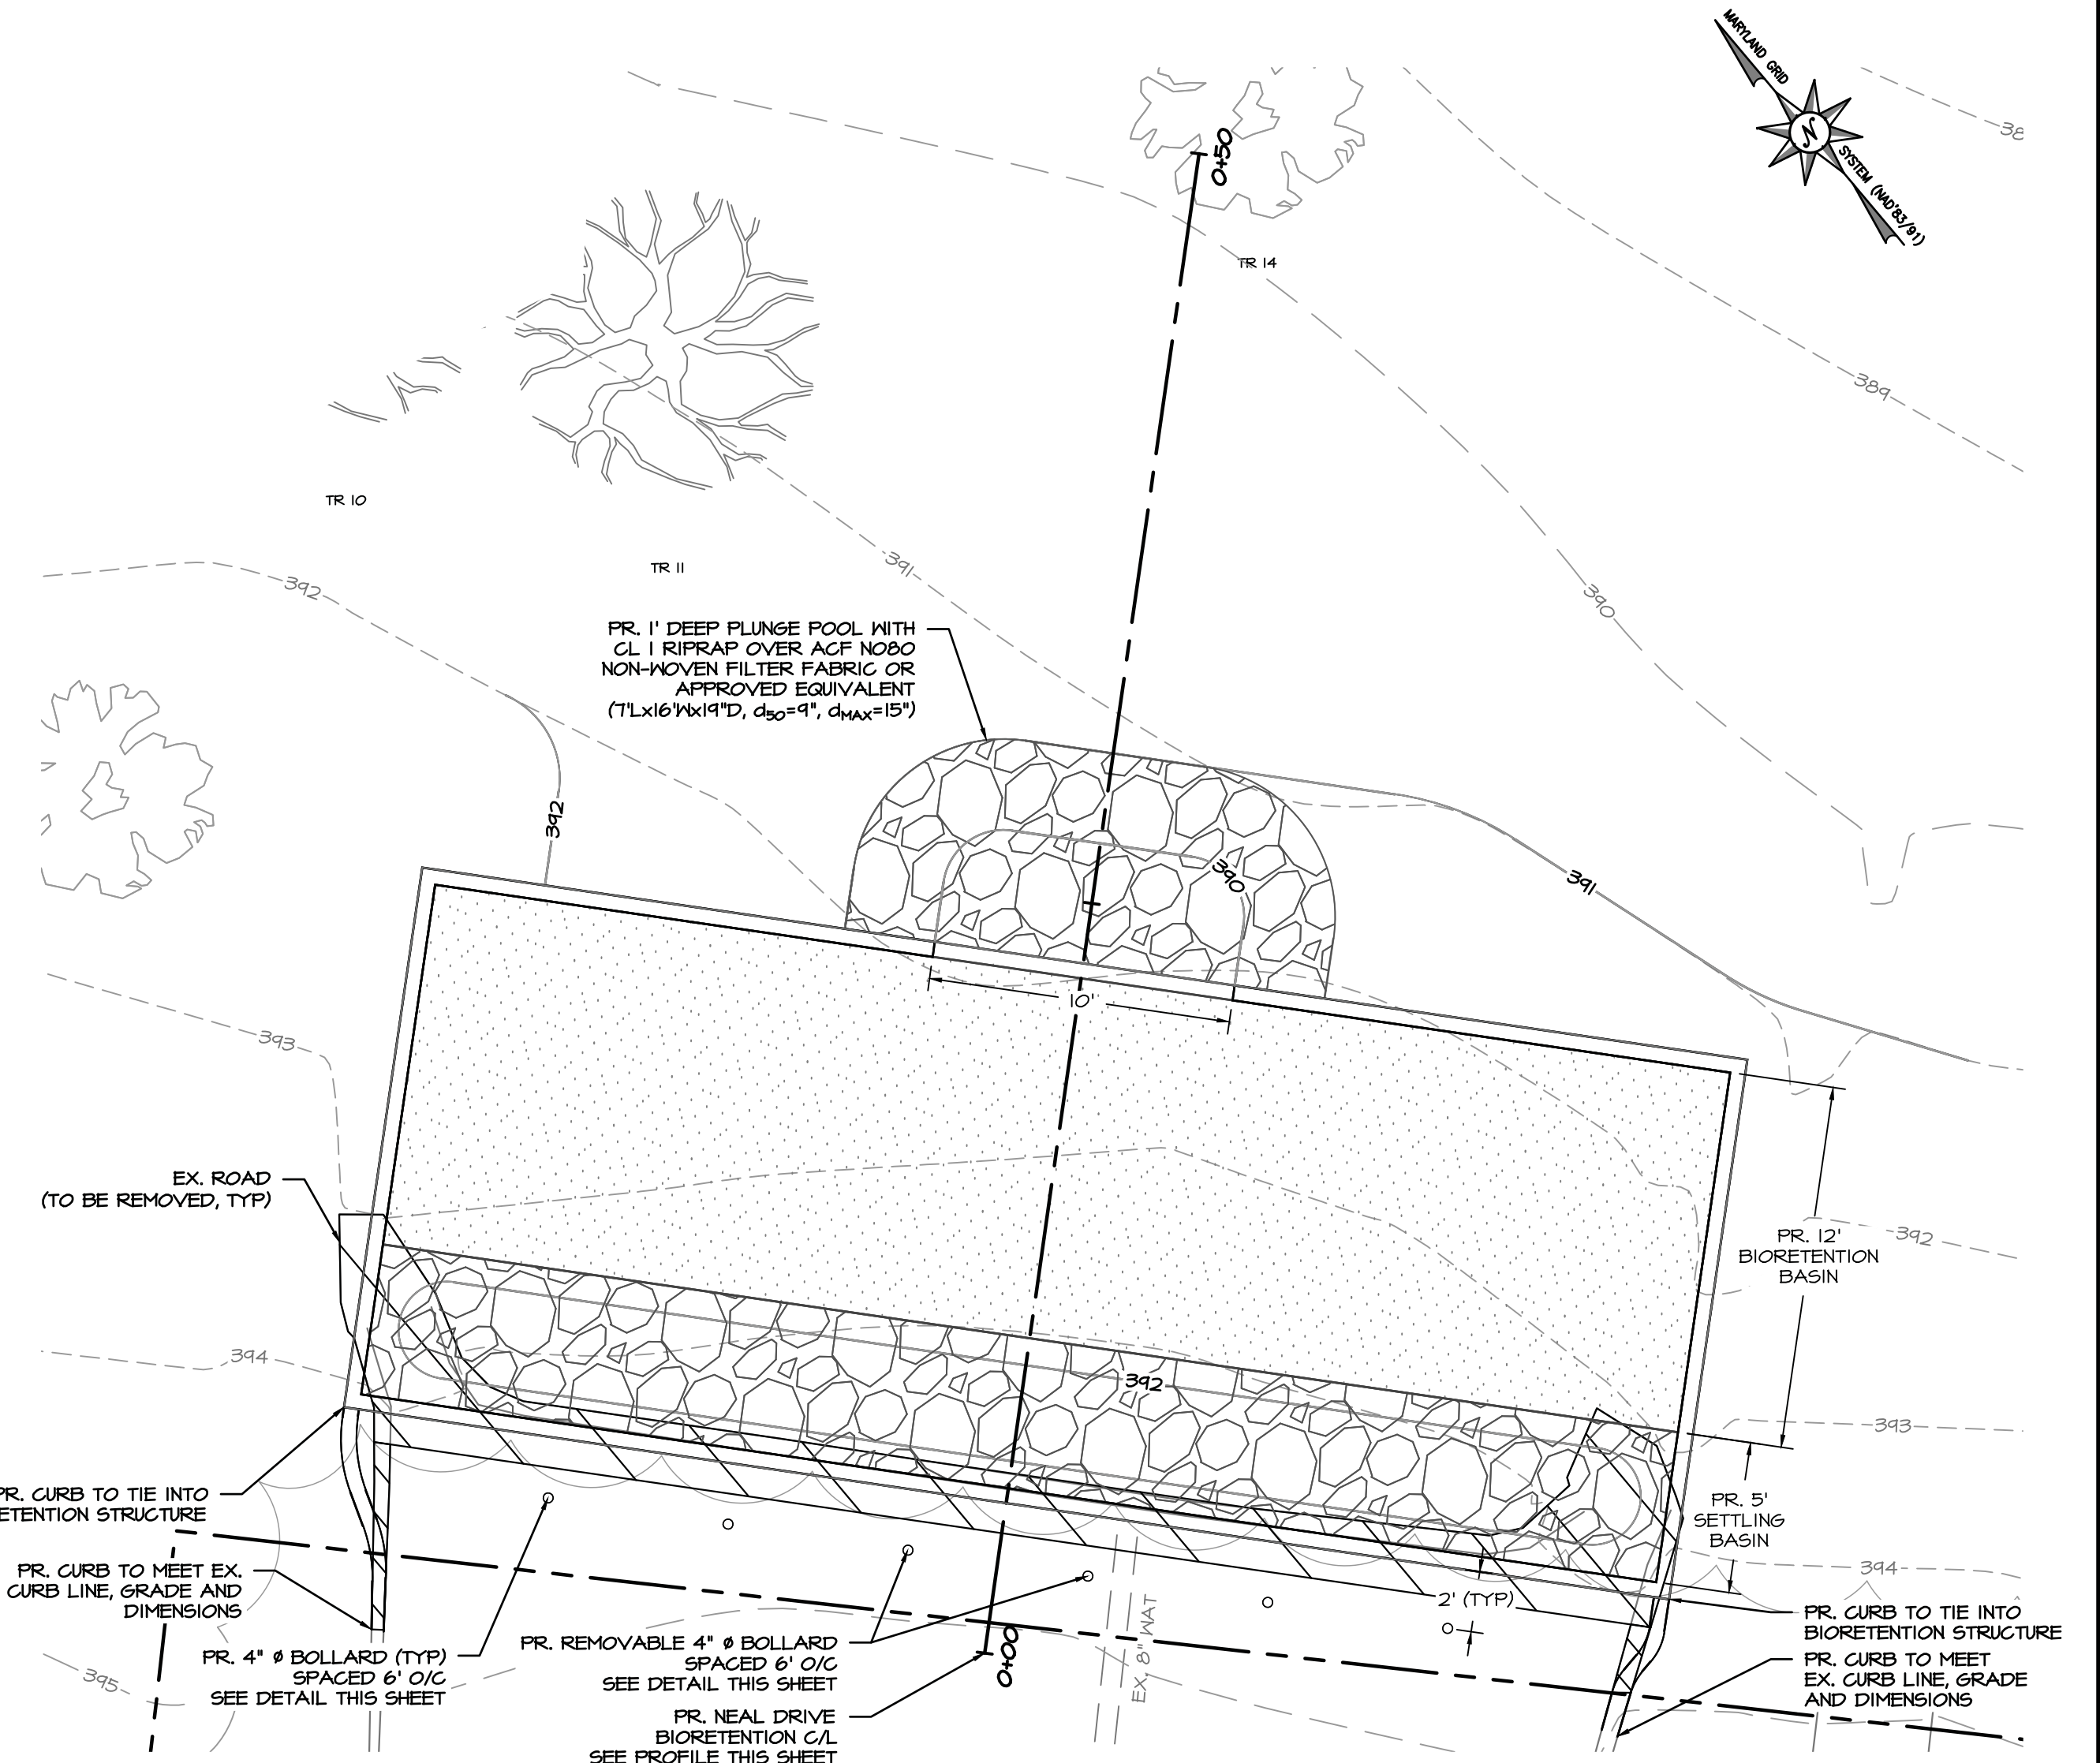 MARYLAND GRID
N
SYSTEM (NAD'83/91)
38
0+50
TR 14
389
TR 10
391
TR 11
392
390
PR. 1' DEEP PLUNGE POOL WITH
CL 1 RIPRAP OVER ACF N080
NON-WOVEN FILTER FABRIC OR
APPROVED EQUIVALENT
(7'Lx16'Wx19"D, d50=9", dMAX=15")
392
390
391
10'
393
EX. ROAD
(TO BE REMOVED, TYP)
392
PR. 12'
BIORETENTION
BASIN
394
392
393
PR. CURB TO TIE INTO
ETENTION STRUCTURE
PR. 5'
SETTLING
BASIN
394
PR. CURB TO MEET EX.
CURB LINE, GRADE AND
DIMENSIONS
2' (TYP)
PR. CURB TO TIE INTO
BIORETENTION STRUCTURE
PR. 4" Ø BOLLARD (TYP)
SPACED 6' O/C
SEE DETAIL THIS SHEET
PR. REMOVABLE 4" Ø BOLLARD
SPACED 6' O/C
SEE DETAIL THIS SHEET
0+00
EX. 8" WAT
PR. CURB TO MEET
EX. CURB LINE, GRADE
AND DIMENSIONS
395
PR. NEAL DRIVE
BIORETENTION C/L
SEE PROFILE THIS SHEET